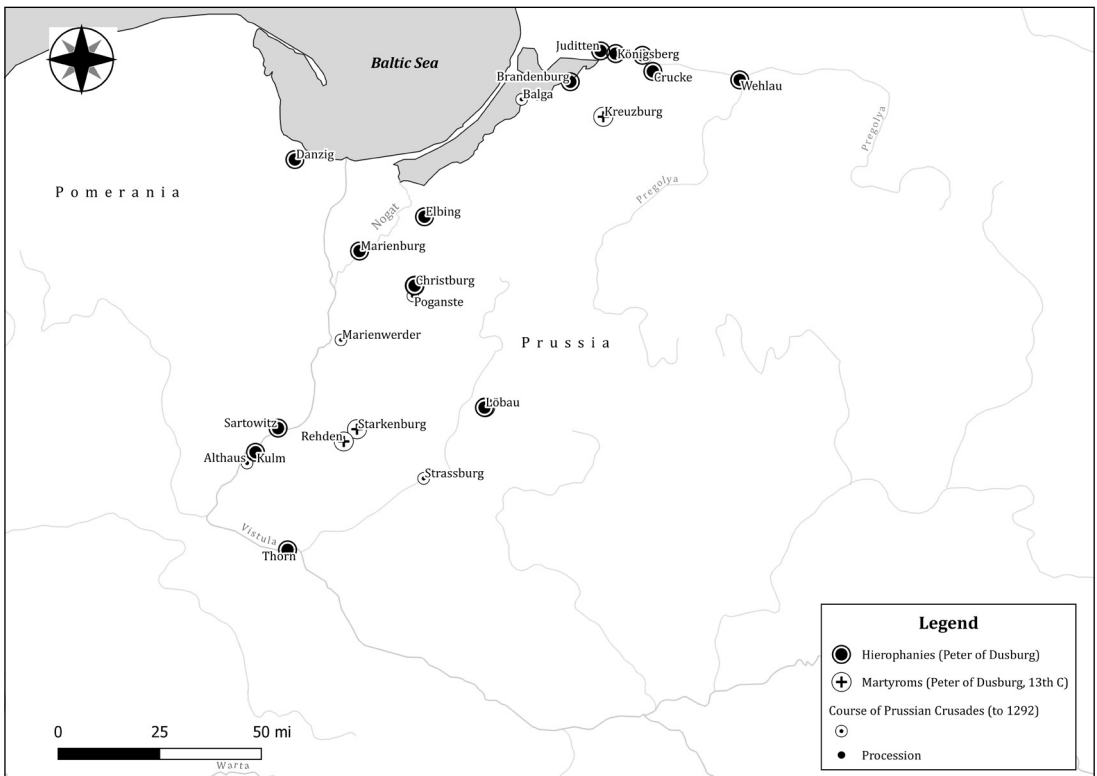 Juditten
Königsberg
Baltic Sea
Brandenburg
Crucke
Wehlau
Balga
Kreuzburg
Pregolya
Danzig
Pomerania
Pregolya
Nogat
Elbing
Marienburg
Christburg
Poganste
Marienwerder
Prussia
Löbau
Sartowitz
Starkenburg
Rehden
Althaus
Kulm
Strassburg
Vistula
Thorn
Legend
Hierophanies (Peter of Dusburg)
Martyroms (Peter of Dusburg, 13th C)
Course of Prussian Crusades (to 1292)
Procession
0 25 50 mi
Warta